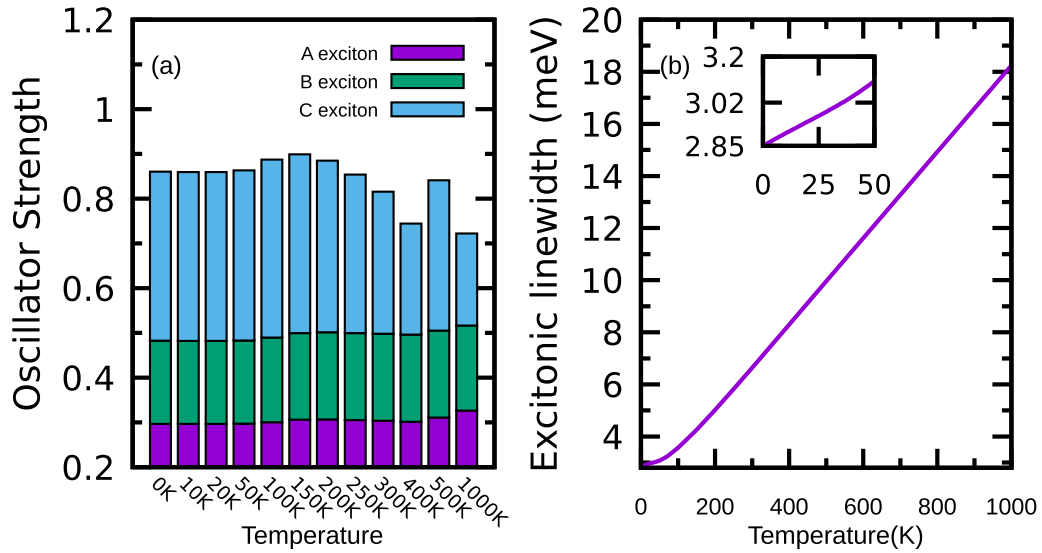 Oscillator Strength
1.2
1
0.8
0.6
0.4
0.2
(a)
A exciton
B exciton
C exciton
0K
10K
20K
50K
100K
150K
200K
250K
300K
400K
500K
1000K
Temperature
Excitonic linewidth (meV)
20
18
16
14
12
10
8
6
4
(b)
3.2
3.02
2.85
0 25 50
0 200 400 600 800 1000
Temperature(K)